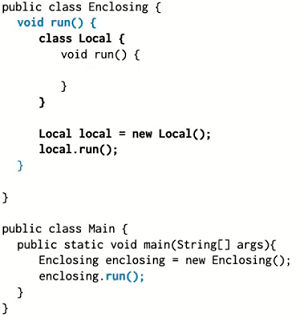 public class Enclosing {
  void run() {
     class Local {
        void run() {

        }
     }

     Local local = new Local();
     local.run();
  }

}

public class Main {
  public static void main(String[] args){
     Enclosing enclosing = new Enclosing();
     enclosing.run();
  }
}